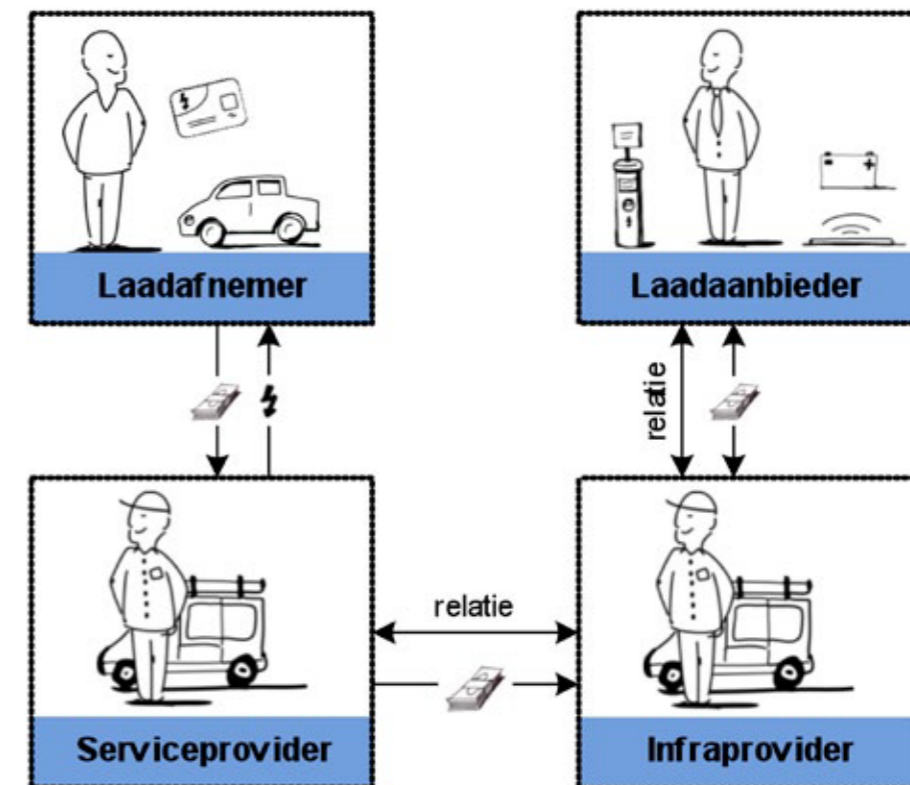 Laadafnemer
Laadaanbieder
relatie
relatie
Serviceprovider
Infraprovider